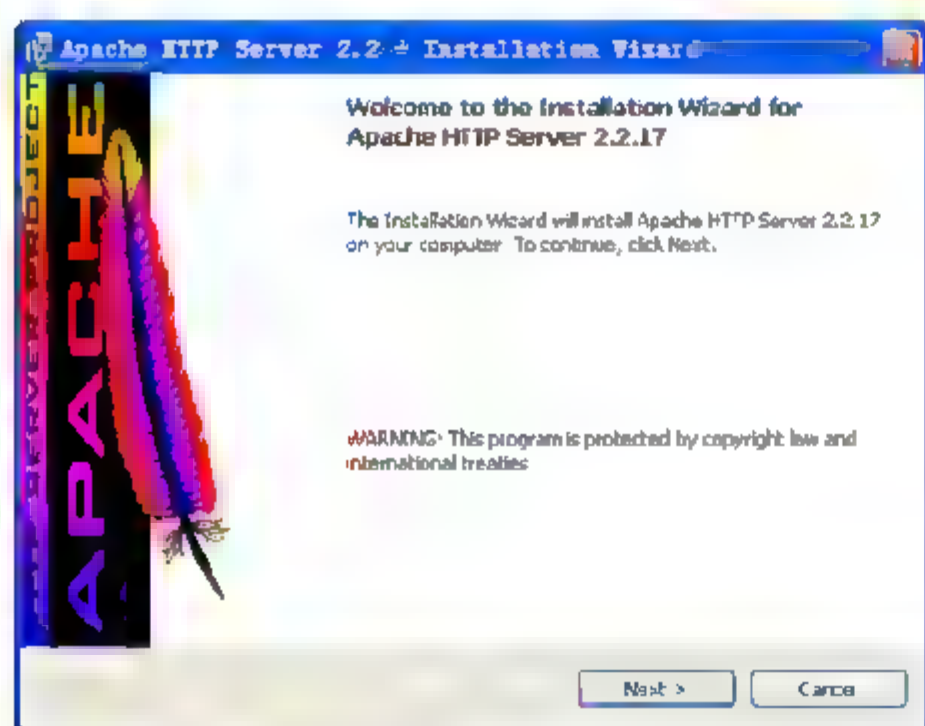 Apache HTTP Server 2.2 - Installation Wizard
Welcome to the Installation Wizard for
Apache HTTP Server 2.2.17
The Installation Wizard will install Apache HTTP Server 2.2.17
on your computer. To continue, click Next.
WARNING: This program is protected by copyright law and
international treaties
SERVER PROJECT
APACHE
Next >
Cancel